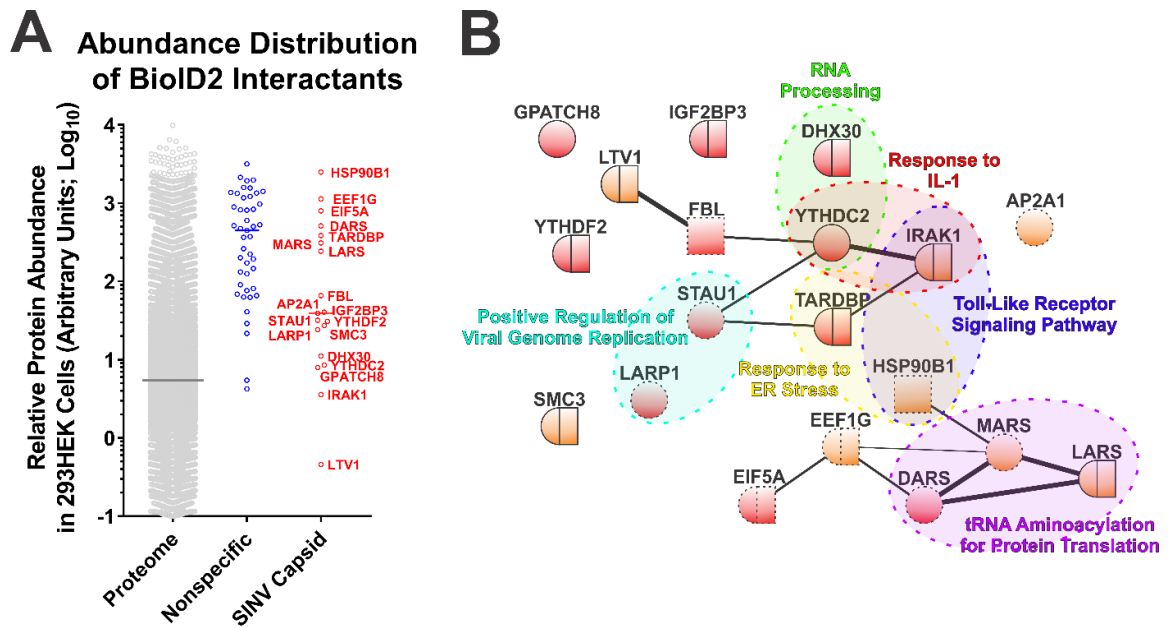 A
Abundance Distribution
of BioID2 Interactants
Relative Protein Abundance
in 293HEK Cells (Arbitrary Units; Log10)
4
3
2
1
0
-1
HSP90B1
EEF1G
EIF5A
DARS
TARDBP
MARS
LARS
FBL
AP2A1
IGF2BP3
STAU1
YTHDF2
LARP1
SMC3
DHX30
YTHDC2
GPATCH8
IRAK1
LTV1
Proteome
Nonspecific
SINV Capsid
B
RNA
Processing
GPATCH8
IGF2BP3
DHX30
LTV1
Response to
IL-1
YTHDF2
FBL
YTHDC2
IRAK1
AP2A1
STAU1
TARDBP
Positive Regulation of
Viral Genome Replication
Toll-Like Receptor
Signaling Pathway
LARP1
Response to
ER Stress
HSP90B1
SMC3
EEF1G
MARS
LARS
EIF5A
DARS
tRNA Aminoacylation
for Protein Translation